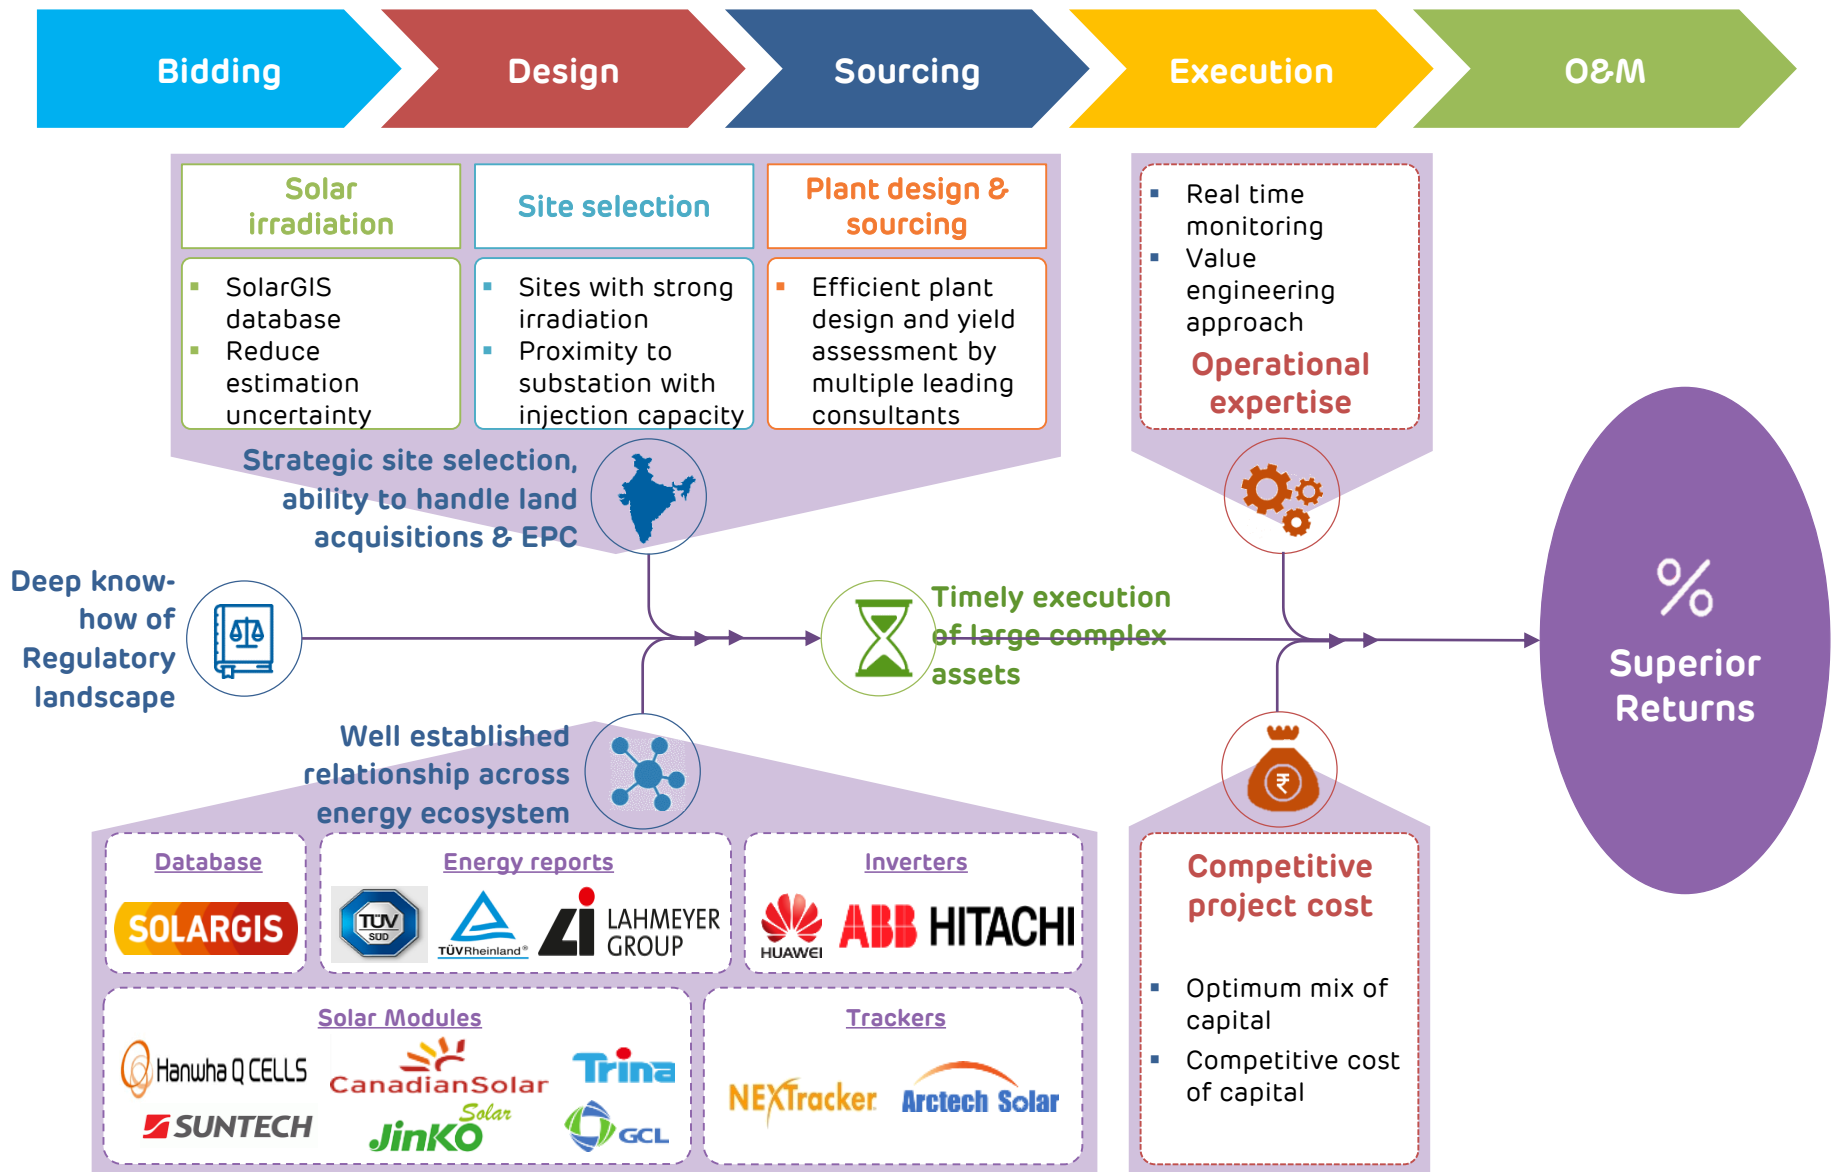 Bidding
Design
Sourcing
Execution
O&M
Solar
irradiation
Site selection
Plant design &
sourcing
▪ SolarGIS
database
▪ Reduce
estimation
uncertainty
▪ Sites with strong
irradiation
▪ Proximity to
substation with
injection capacity
▪ Efficient plant
design and yield
assessment by
multiple leading
consultants
▪ Real time
monitoring
▪ Value
engineering
approach
Operational
expertise
Strategic site selection,
ability to handle land
acquisitions & EPC
Deep know-
how of
Regulatory
landscape
Timely execution
of large complex
assets
%
Superior
Returns
Well established
relationship across
energy ecosystem
₹
Database
SOLARGIS
Energy reports
TÜV
SÜD
TÜVRheinland®
LAHMEYER
GROUP
Inverters
HUAWEI
ABB
HITACHI
Solar Modules
Hanwha Q CELLS
CanadianSolar
Trina
SUNTECH
JinKO
Solar
GCL
Trackers
NEXTracker
Arctech Solar
Competitive
project cost
▪ Optimum mix of
capital
▪ Competitive cost
of capital